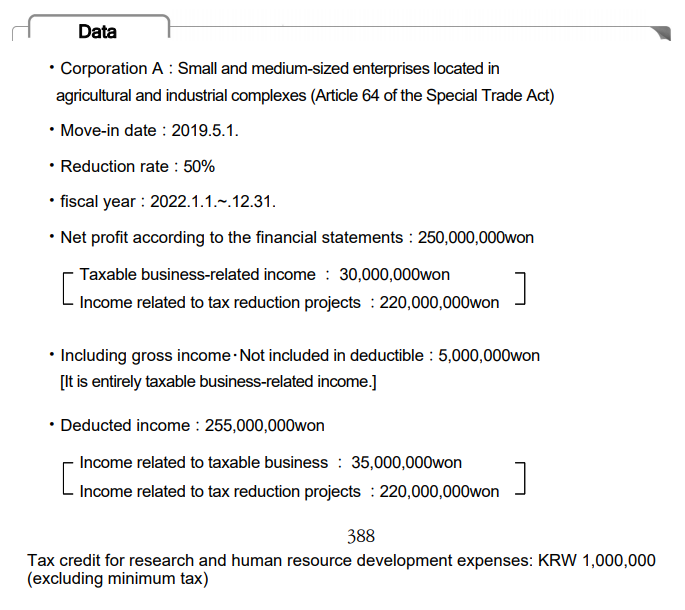 Data
· Corporation A : Small and medium-sized enterprises located in
agricultural and industrial complexes (Article 64 of the Special Trade Act)
· Move-in date : 2019.5.1.
· Reduction rate : 50%
· fiscal year : 2022.1.1.~.12.31.
· Net profit according to the financial statements : 250,000,000won
Taxable business-related income : 30,000,000won
Income related to tax reduction projects : 220,000,000won
· Including gross income·Not included in deductible : 5,000,000won
[It is entirely taxable business-related income.]
· Deducted income : 255,000,000won
Income related to taxable business : 35,000,000won
Income related to tax reduction projects : 220,000,000won
388
Tax credit for research and human resource development expenses: KRW 1,000,000
(excluding minimum tax)